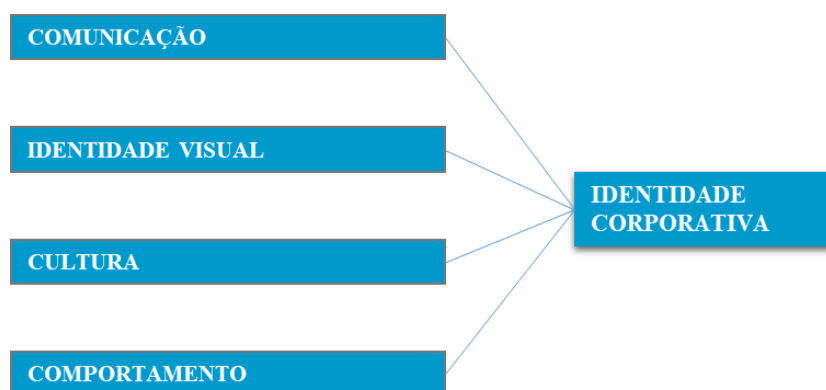 COMUNICAÇÃO
IDENTIDADE VISUAL
CULTURA
COMPORTAMENTO
IDENTIDADE
CORPORATIVA